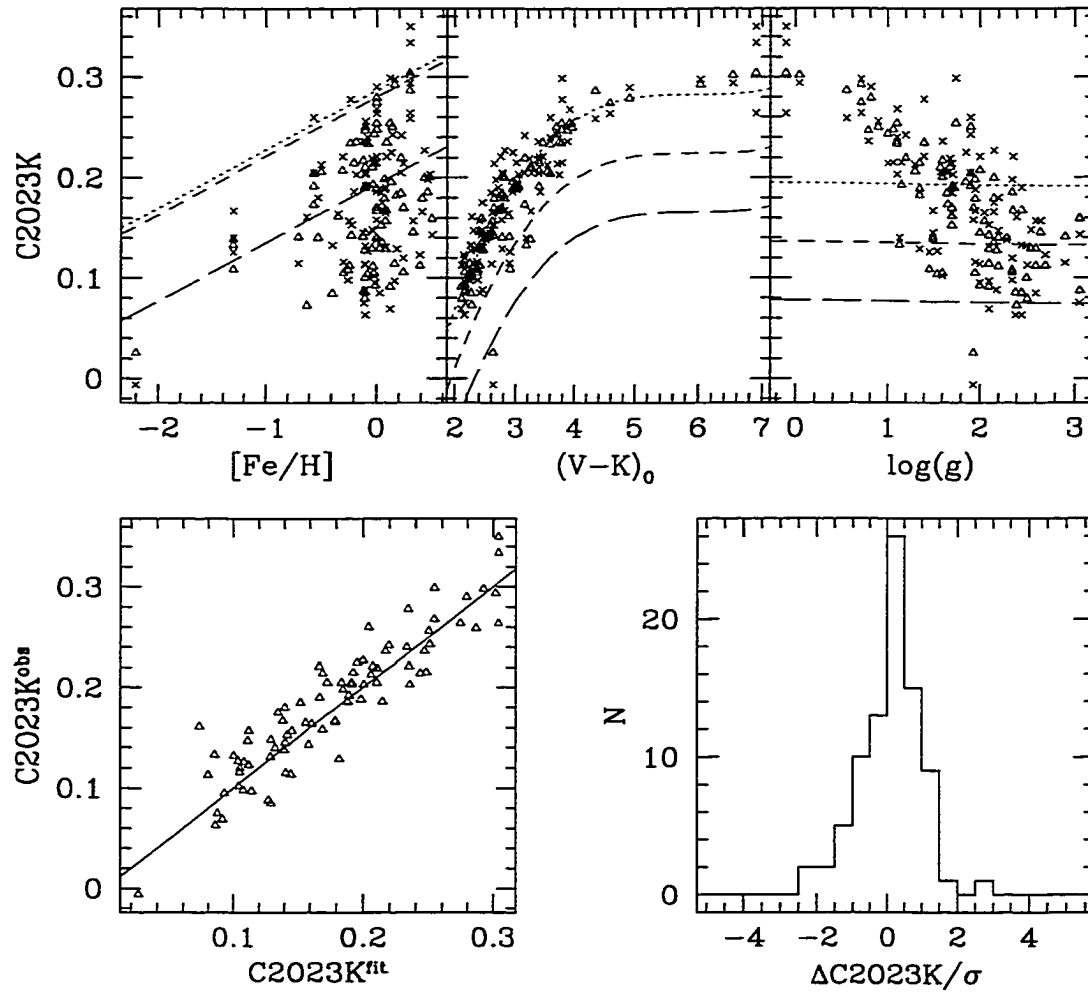 0.3
0.2
0.1
0
C2023K
−2 −1 0
2 3 4 5 6 7
0 1 2 3
[Fe/H]
(V−K)₀
log(g)
0.3
0.2
0.1
0
C2023Kᵒᵇˢ
0.1 0.2 0.3
C2023Kᶠⁱᵗ
20
10
0
N
−4 −2 0 2 4
ΔC2023K/σ